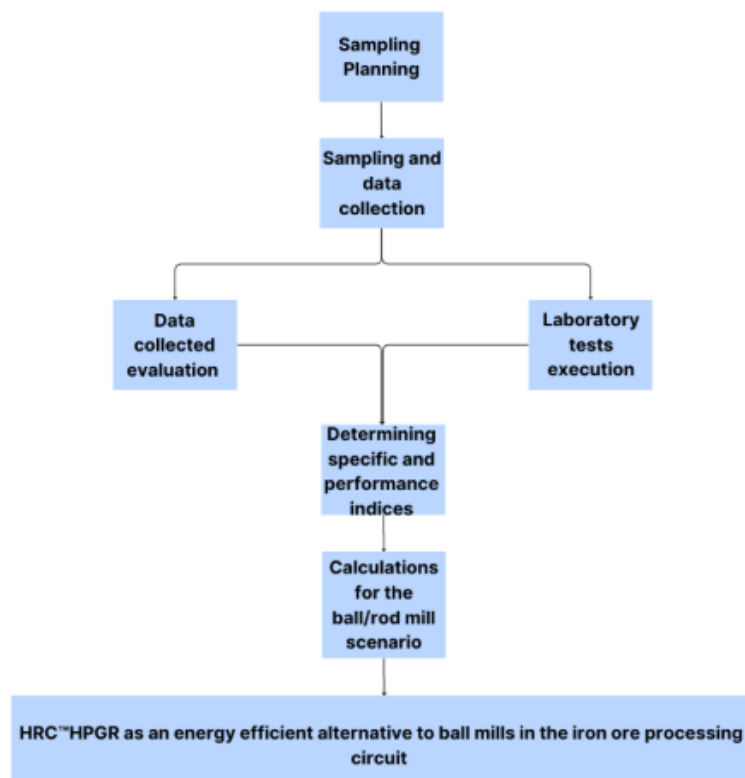 Sampling
Planning
Sampling and
data
collection
Data
collected
evaluation
Laboratory
tests
execution
Determining
specific and
performance
indices
Calculations
for the
ball/rod mill
scenario
HRC™HPGR as an energy efficient alternative to ball mills in the iron ore processing
circuit